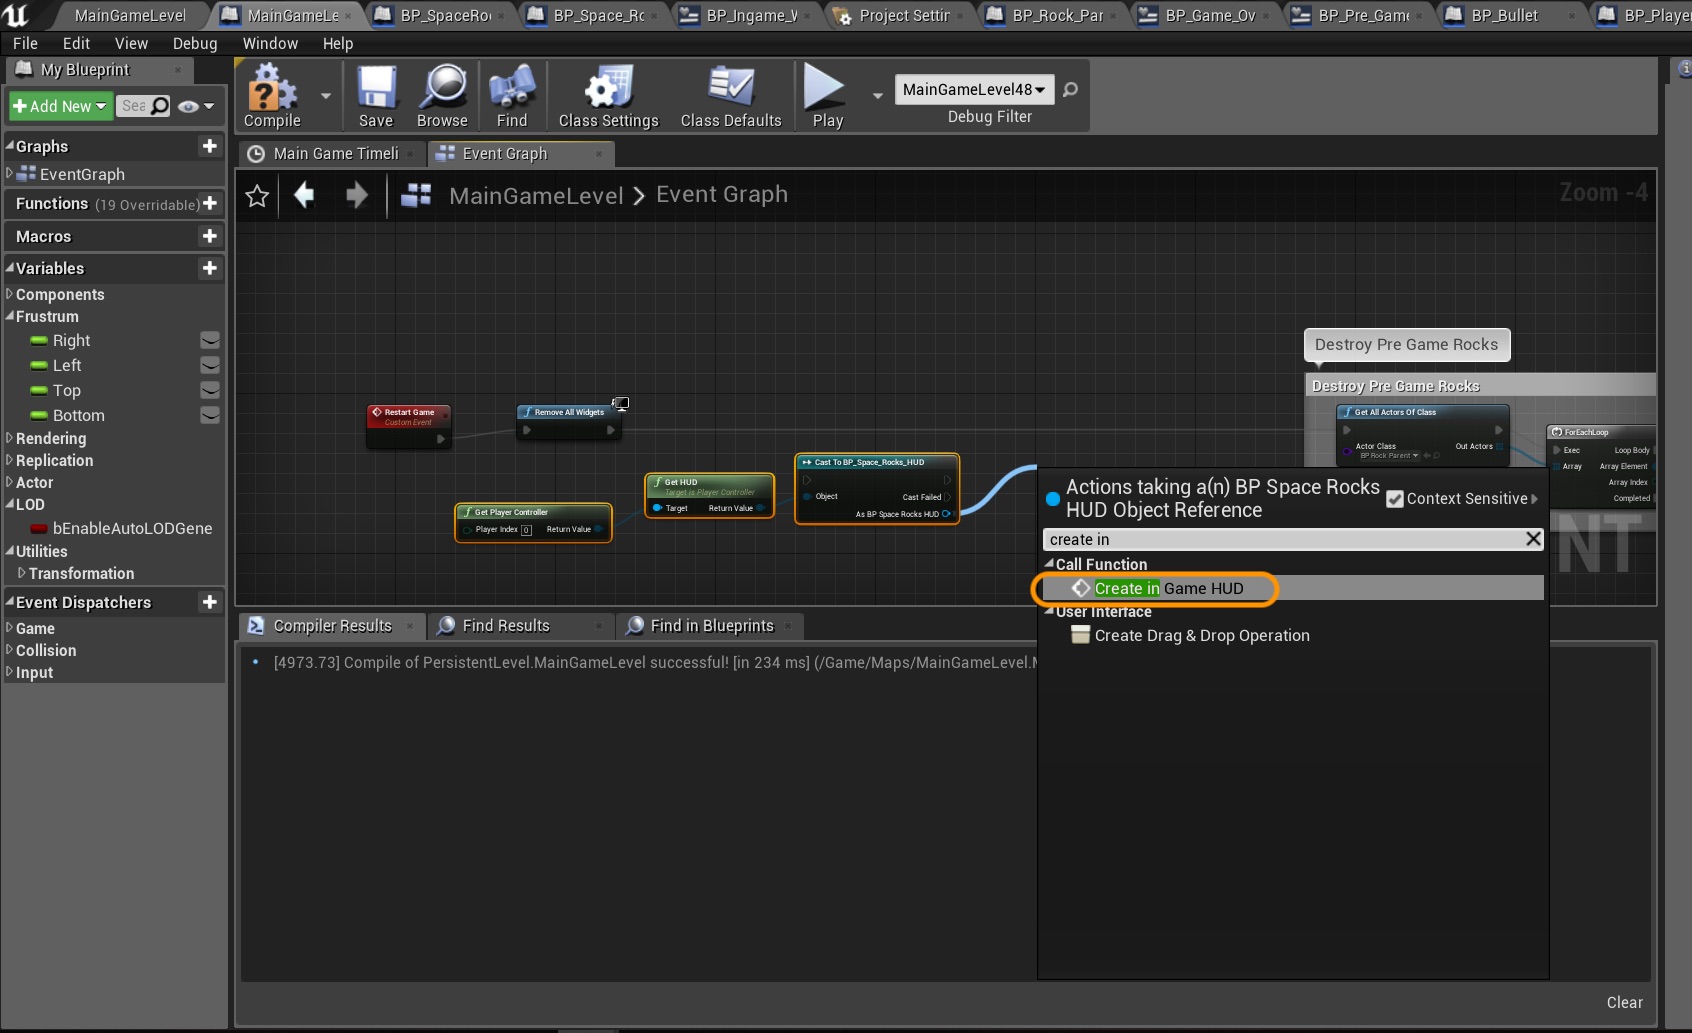 MainGameLevel
MainGameLe
BP_SpaceRo
BP_Space_Ro
BP_Ingame_W
Project Settin
BP_Rock_Par
BP_Game_Ov
BP_Pre_Game
BP_Bullet
BP_Player
File Edit View Debug Window Help
My Blueprint
Add New
Sea
Compile
Save
Browse
Find
Class Settings
Class Defaults
Play
MainGameLevel48
Debug Filter
Graphs
EventGraph
Functions (19 Overridable)
Macros
Variables
Components
Frustrum
Right
Left
Top
Bottom
Rendering
Replication
Actor
LOD
bEnableAutoLODGene
Utilities
Transformation
Event Dispatchers
Game
Collision
Input
Main Game Timeli
Event Graph
MainGameLevel > Event Graph
Zoom -4
Restart Game
Custom Event
Remove All Widgets
Get Player Controller
Player Index 0 Return Value
Get HUD
Target is Player Controller
Target Return Value
Cast To BP_Space_Rocks_HUD
Object
Cast Failed
As BP Space Rocks HUD
Destroy Pre Game Rocks
Destroy Pre Game Rocks
Get All Actors Of Class
Actor Class
BP Rock Parent
Out Actors
ForEachLoop
Exec Loop Body
Array Array Element
Array Index
Completed
NT
Actions taking a(n) BP Space Rocks
HUD Object Reference
Context Sensitive
create in
Call Function
Create in Game HUD
User Interface
Create Drag & Drop Operation
Compiler Results
Find Results
Find in Blueprints
[4973.73] Compile of PersistentLevel.MainGameLevel successful! [in 234 ms] (/Game/Maps/MainGameLevel.M
Clear